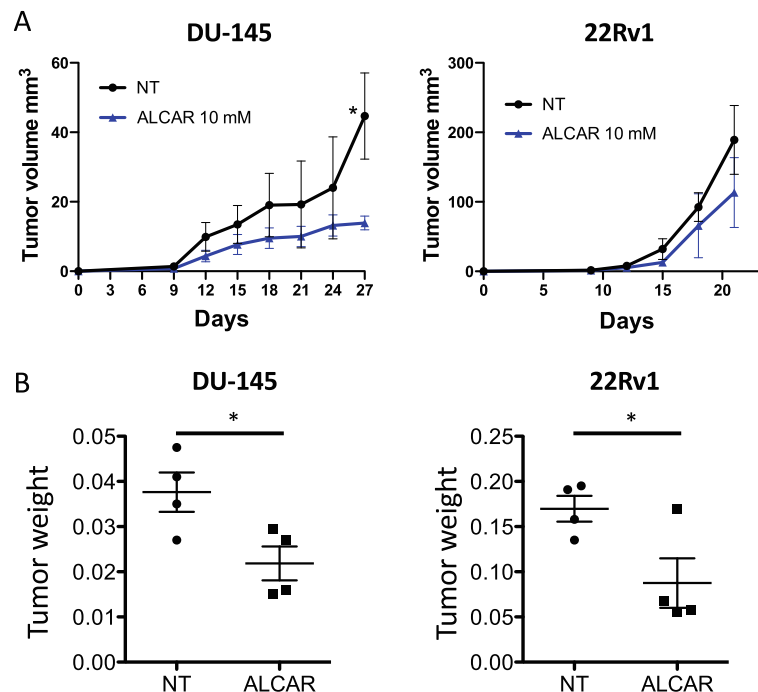 A
DU-145
22Rv1
Tumor volume mm³
60
40
20
0
NT
ALCAR 10 mM
*
0 3 6 9 12 15 18 21 24 27
Days
Tumor volume mm³
300
200
100
0
NT
ALCAR 10 mM
0 5 10 15 20
Days
B
DU-145
22Rv1
Tumor weight
0.05
0.04
0.03
0.02
0.01
0.00
*
NT ALCAR
Tumor weight
0.25
0.20
0.15
0.10
0.05
0.00
*
NT ALCAR